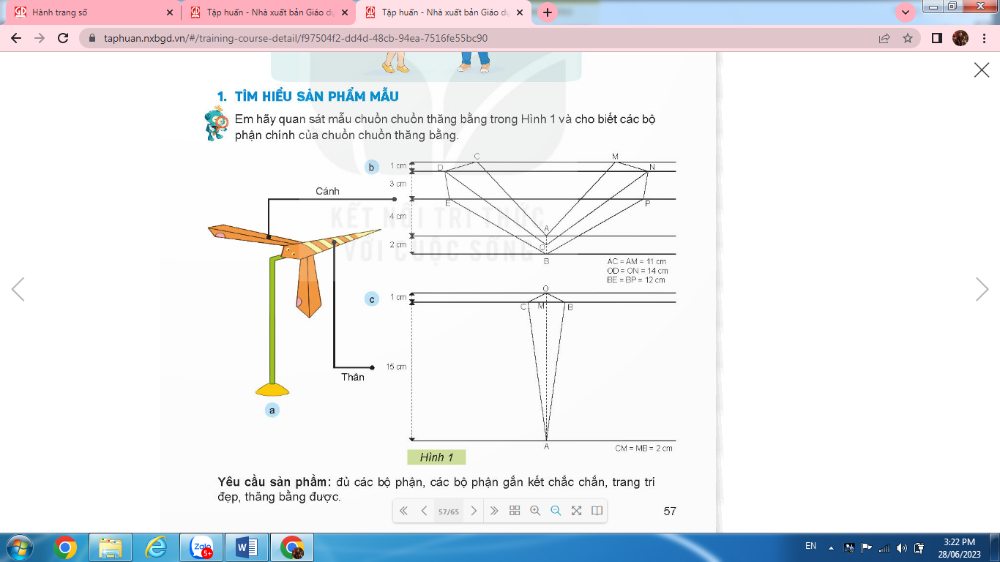 Hành trang số
Tập huấn - Nhà xuất bản Giáo dụ
Tập huấn - Nhà xuất bản Giáo dụ
taphuan.nxbgd.vn/#/training-course-detail/f97504f2-dd4d-48cb-94ea-7516fe55bc90
1. TÌM HIỂU SẢN PHẨM MẪU
Em hãy quan sát mẫu chuồn chuồn thăng bằng trong Hình 1 và cho biết các bộ
phận chính của chuồn chuồn thăng bằng.
b
1 cm
3 cm
4 cm
2 cm
C
M
D
N
E
P
A
O
B
AC = AM = 11 cm
OD = ON = 14 cm
BE = BP = 12 cm
KẾT NỐI TRI THỨC
VỚI CUỘC SỐNG
Cánh
Thân
a
c
1 cm
15 cm
O
C
M
B
A
CM = MB = 2 cm
Hình 1
Yêu cầu sản phẩm: đủ các bộ phận, các bộ phận gắn kết chắc chắn, trang trí
đẹp, thăng bằng được.
57/65
57
Zalo
5+
EN
3:22 PM
28/06/2023